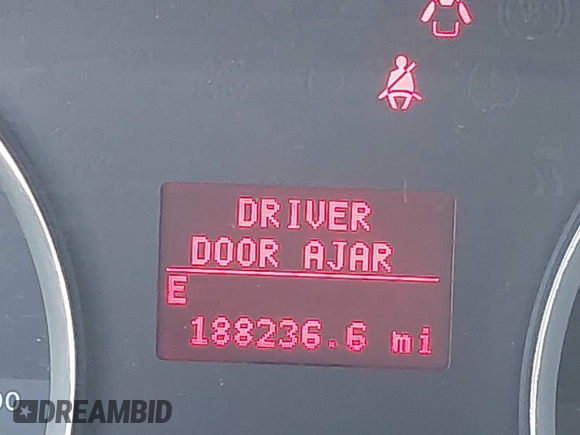 DRIVER
DOOR AJAR
E
188236.6 mi
DREAMBID